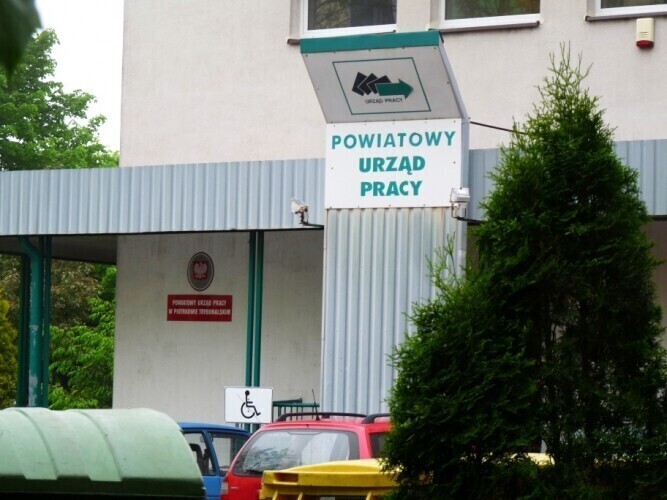 URZĄD PRACY
POWIATOWY
URZĄD
PRACY
POWIATOWY URZĄD PRACY
W PIOTRKOWIE TRYBUNALSKIM